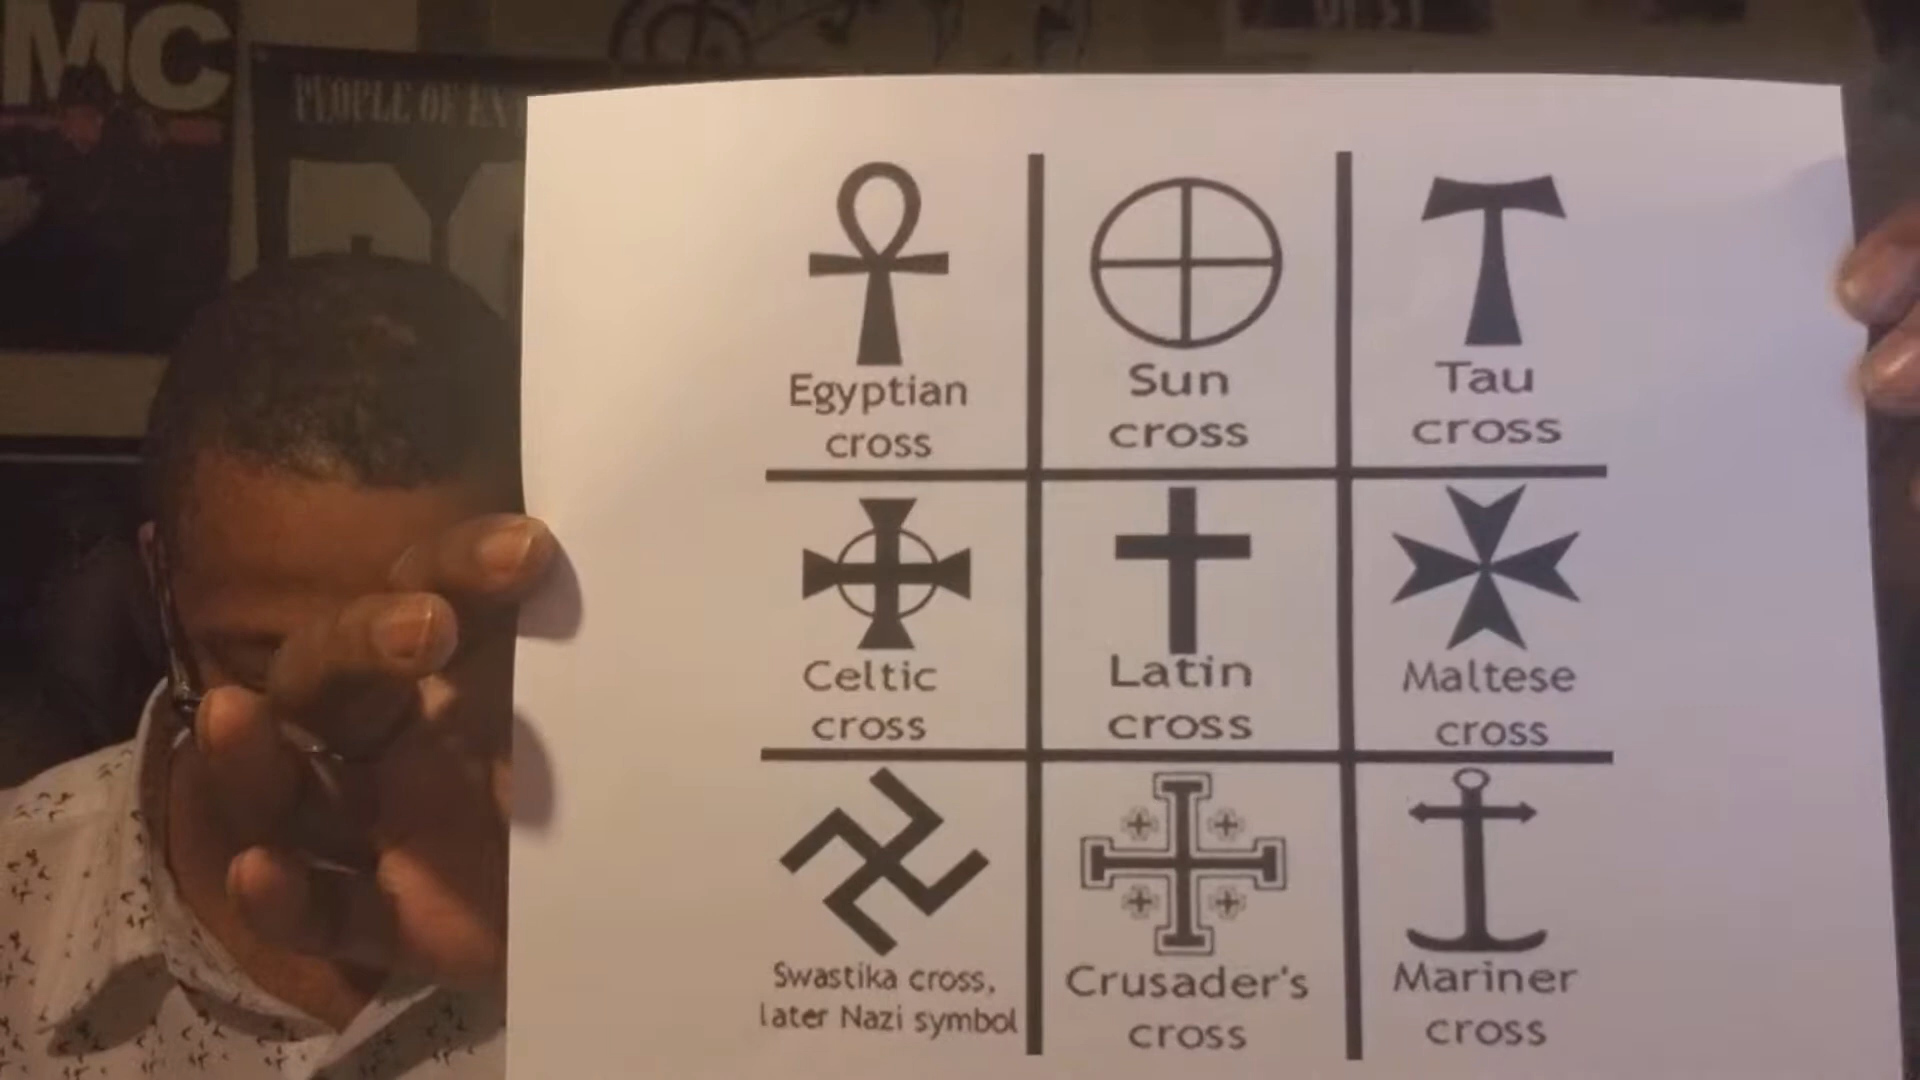 MC
PEOPLE OF
Egyptian
cross
Sun
cross
Tau
cross
Celtic
cross
Latin
cross
Maltese
cross
Swastika cross,
later Nazi symbol
Crusader's
cross
Mariner
cross